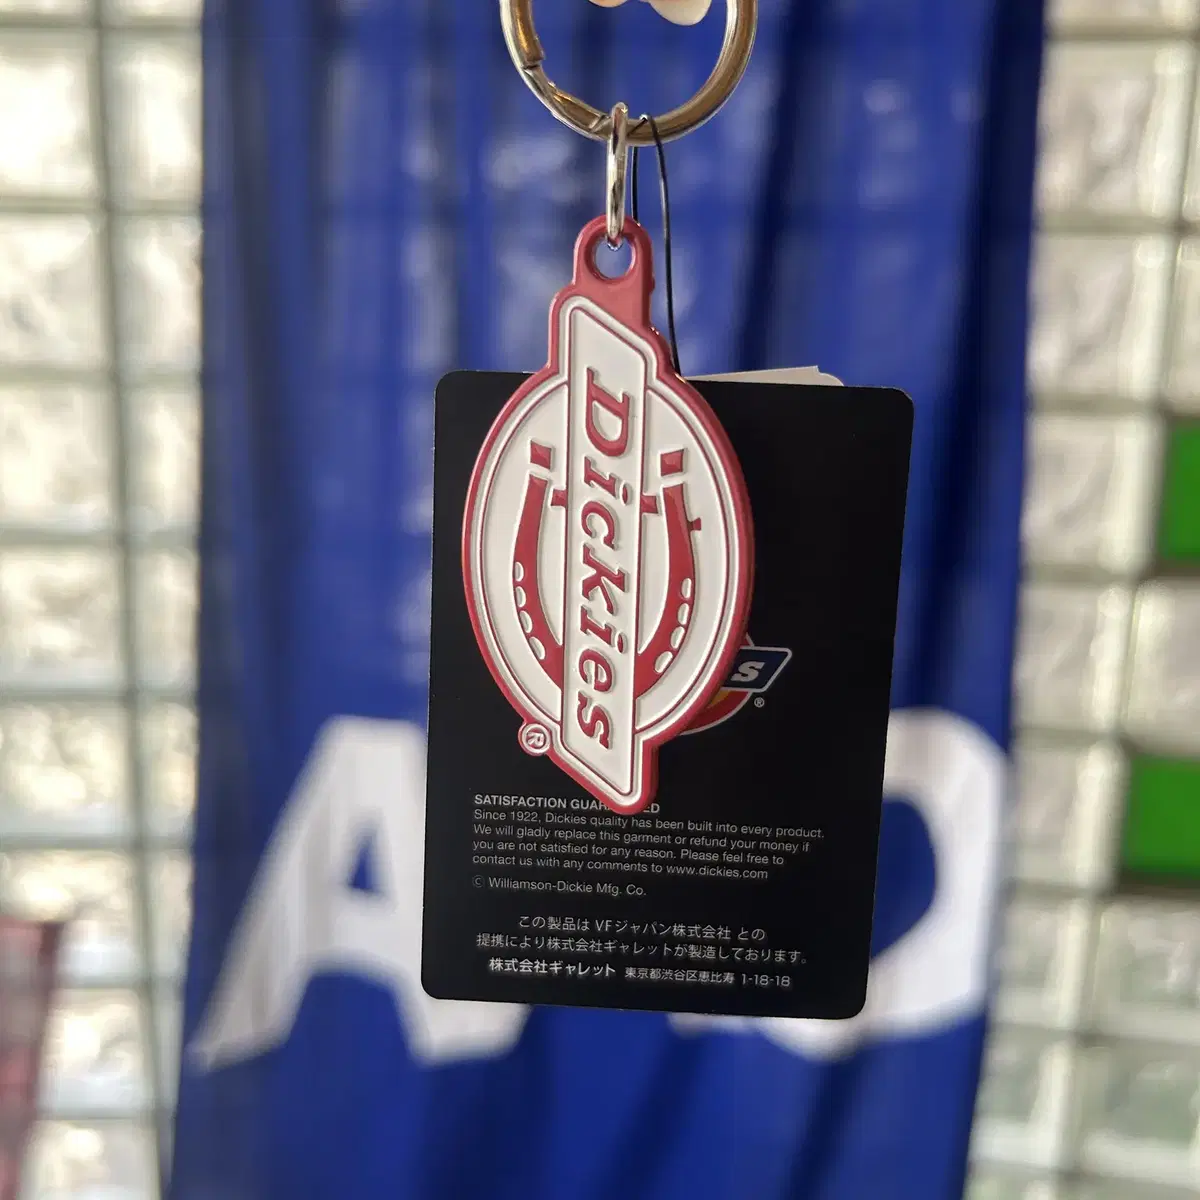 Dickies
®
s
®
SATISFACTION GUAR ED
Since 1922, Dickies quality has been built into every product.
We will gladly replace this garment or refund your money if
you are not satisfied for any reason. Please feel free to
contact us with any comments to www.dickies.com
© Williamson-Dickie Mfg. Co.
この製品は VFジャパン株式会社 との
提携により株式会社ギャレットが製造しております。
株式会社ギャレット 東京都渋谷区恵比寿 1-18-18
A